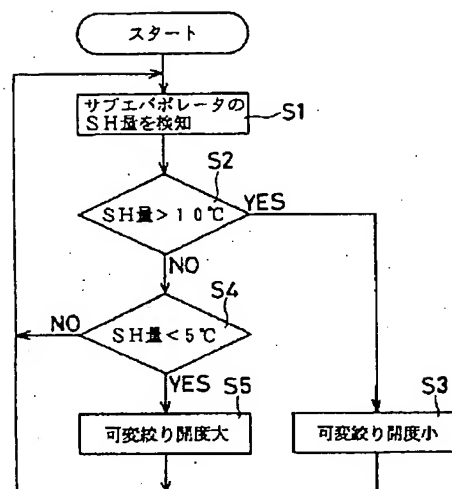 スタート
サブエバポレータの
SH量を検知
S1
S2
SH量>10℃
YES
NO
S4
NO
SH量<5℃
YES
S5
S3
可変絞り開度大
可変絞り開度小